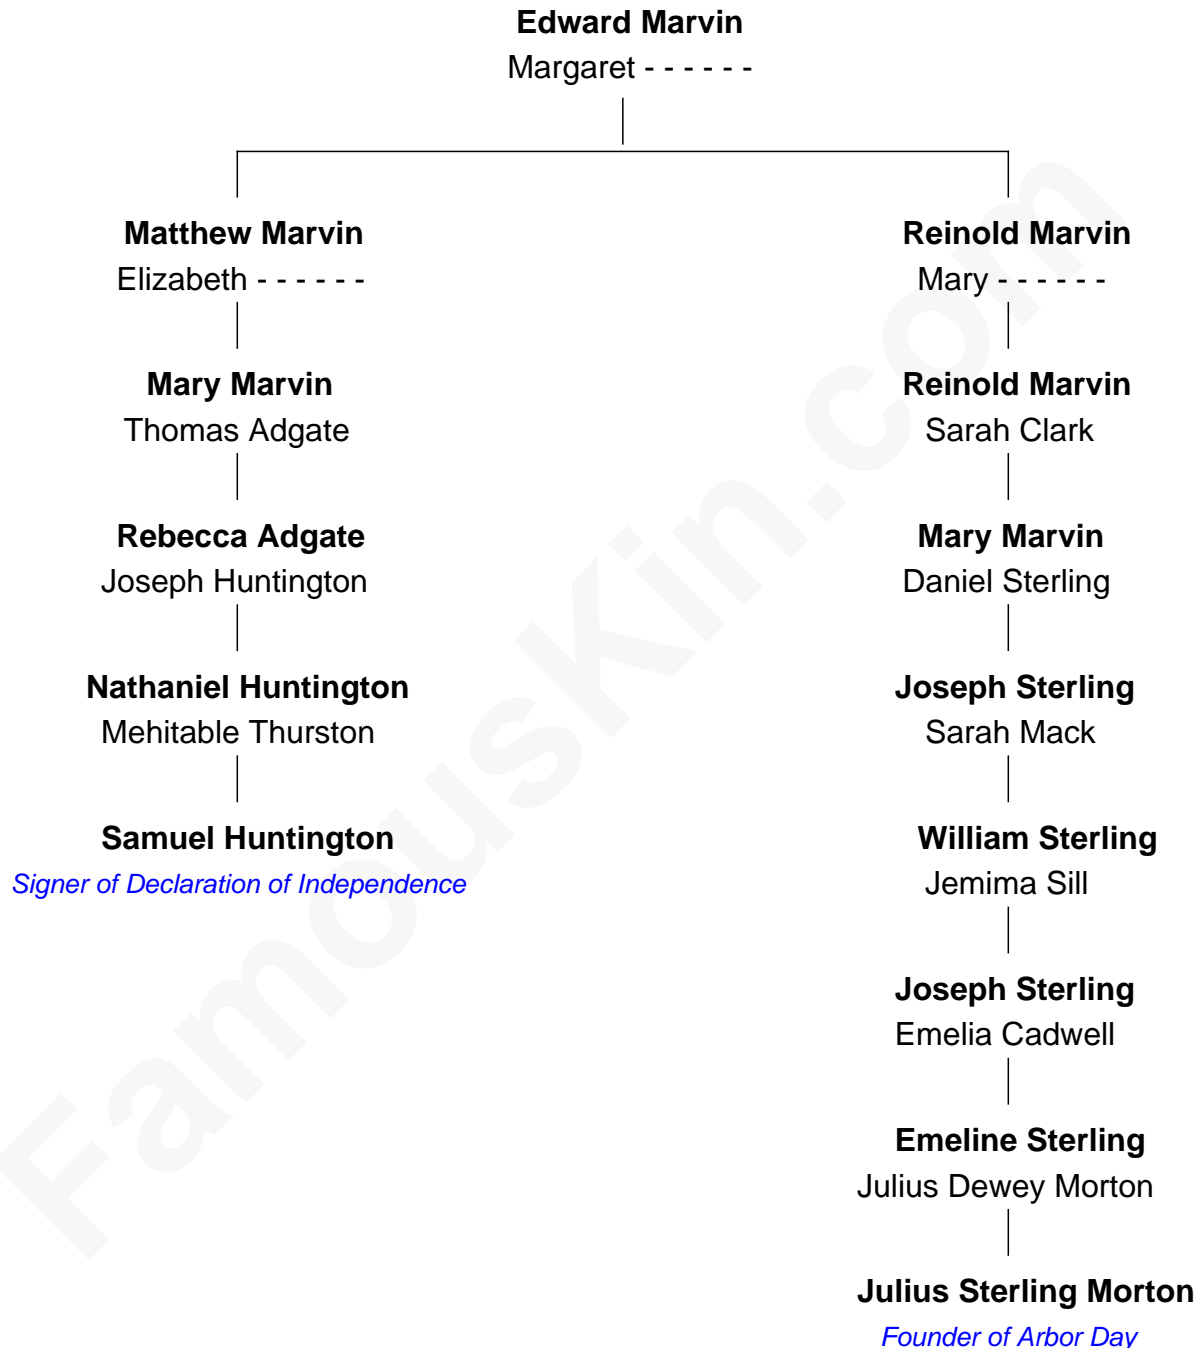 Edward Marvin
Margaret - - - - - -
Matthew Marvin
Elizabeth - - - - - -
Mary Marvin
Thomas Adgate
Rebecca Adgate
Joseph Huntington
Nathaniel Huntington
Mehitable Thurston
Samuel Huntington
Signer of Declaration of Independence
Reinold Marvin
Mary - - - - - -
Reinold Marvin
Sarah Clark
Mary Marvin
Daniel Sterling
Joseph Sterling
Sarah Mack
William Sterling
Jemima Sill
Joseph Sterling
Emelia Cadwell
Emeline Sterling
Julius Dewey Morton
Julius Sterling Morton
Founder of Arbor Day
FamousKin.com